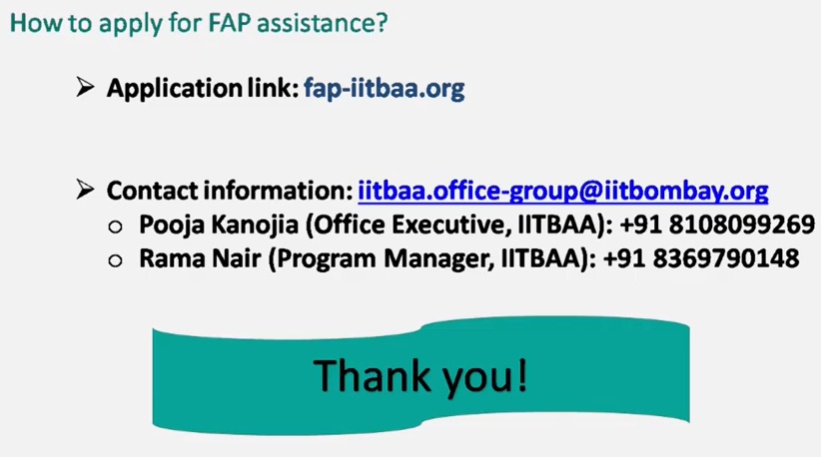 How to apply for FAP assistance?
➢ Application link: fap-iitbaa.org
➢ Contact information: iitbaa.office-group@iitbombay.org
o Pooja Kanojia (Office Executive, IITBAA): +91 8108099269
o Rama Nair (Program Manager, IITBAA): +91 8369790148
Thank you!